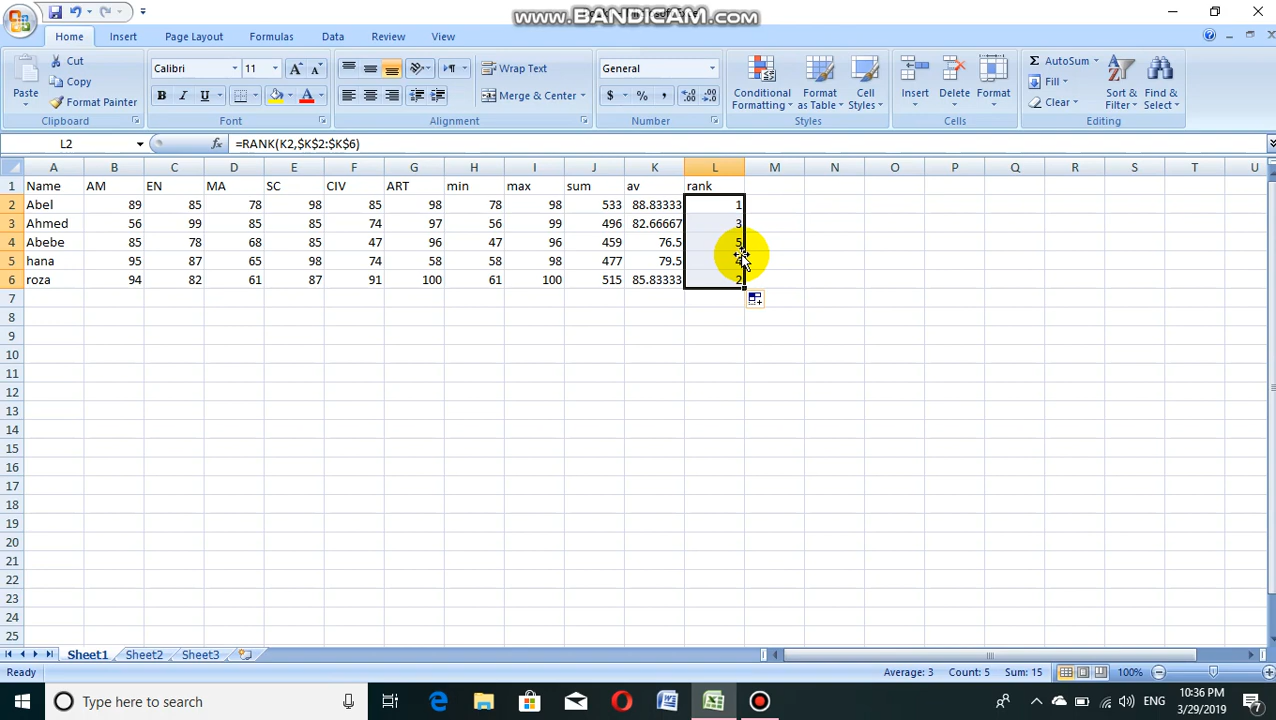 www.BANDICAM.com
Home Insert Page Layout Formulas Data Review View
Paste Cut Copy Format Painter Clipboard
Calibri 11 B I U A Font
Wrap Text Merge & Center Alignment
General $ % , Number
Conditional Formatting Format as Table Cell Styles Styles
Insert Delete Format Cells
Σ AutoSum Fill Clear Sort & Filter Find & Select Editing
L2 fx =RANK(K2,$K$2:$K$6)
A B C D E F G H I J K L M N O P Q R S T U
1 Name AM EN MA SC CIV ART min max sum av rank
2 Abel 89 85 78 98 85 98 78 98 533 88.83333 1
3 Ahmed 56 99 85 85 74 97 56 99 496 82.66667 3
4 Abebe 85 78 68 85 47 96 47 96 459 76.5 5
5 hana 95 87 65 98 74 58 58 98 477 79.5 4
6 roza 94 82 61 87 91 100 61 100 515 85.83333 2
7
8
9
10
11
12
13
14
15
16
17
18
19
20
21
22
23
24
25
Sheet1 Sheet2 Sheet3
Ready Average: 3 Count: 5 Sum: 15 100%
Type here to search ENG 10:36 PM 3/29/2019 7